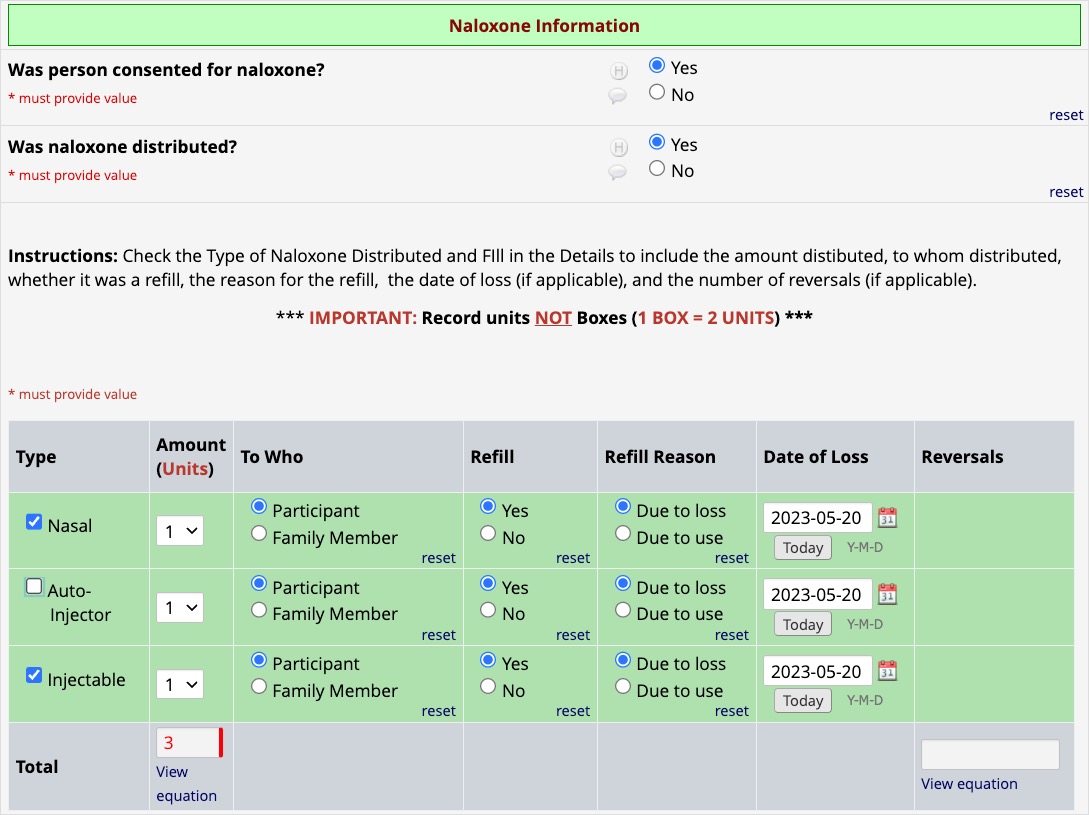 Naloxone Information
Was person consented for naloxone?
H
Yes
* must provide value
No
reset
Was naloxone distributed?
H
Yes
* must provide value
No
reset
Instructions: Check the Type of Naloxone Distributed and FIll in the Details to include the amount distibuted, to whom distributed,
whether it was a refill, the reason for the refill,  the date of loss (if applicable), and the number of reversals (if applicable).
*** IMPORTANT: Record units NOT Boxes (1 BOX = 2 UNITS) ***
* must provide value
Type
Amount
(Units)
To Who
Refill
Refill Reason
Date of Loss
Reversals
Nasal
1
Participant
Family Member
reset
Yes
No
reset
Due to loss
Due to use
reset
2023-05-20
31
Today
Y-M-D
Auto-
Injector
1
Participant
Family Member
reset
Yes
No
reset
Due to loss
Due to use
reset
2023-05-20
31
Today
Y-M-D
Injectable
1
Participant
Family Member
reset
Yes
No
reset
Due to loss
Due to use
reset
2023-05-20
31
Today
Y-M-D
Total
3
View
equation
View equation